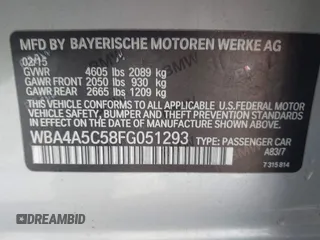 MFD BY BAYERISCHE MOTOREN WERKE AG
02/15
GVWR 4605 lbs 2089 kg
GAWR FRONT 2050 lbs 930 kg
GAWR REAR 2665 lbs 1209 kg
THIS VEHICLE CONFORMS TO ALL APPLICABLE U.S. FEDERAL MOTOR
VEHICLE SAFETY, BUMPER, AND THEFT PREVENTION STANDARDS
IN EFFECT ON THE DATE OF MANUFACTURE SHOWN ABOVE.
WBA4A5C58FG051293 TYPE: PASSENGER CAR
A83/7
7 315 814
DREAMBID